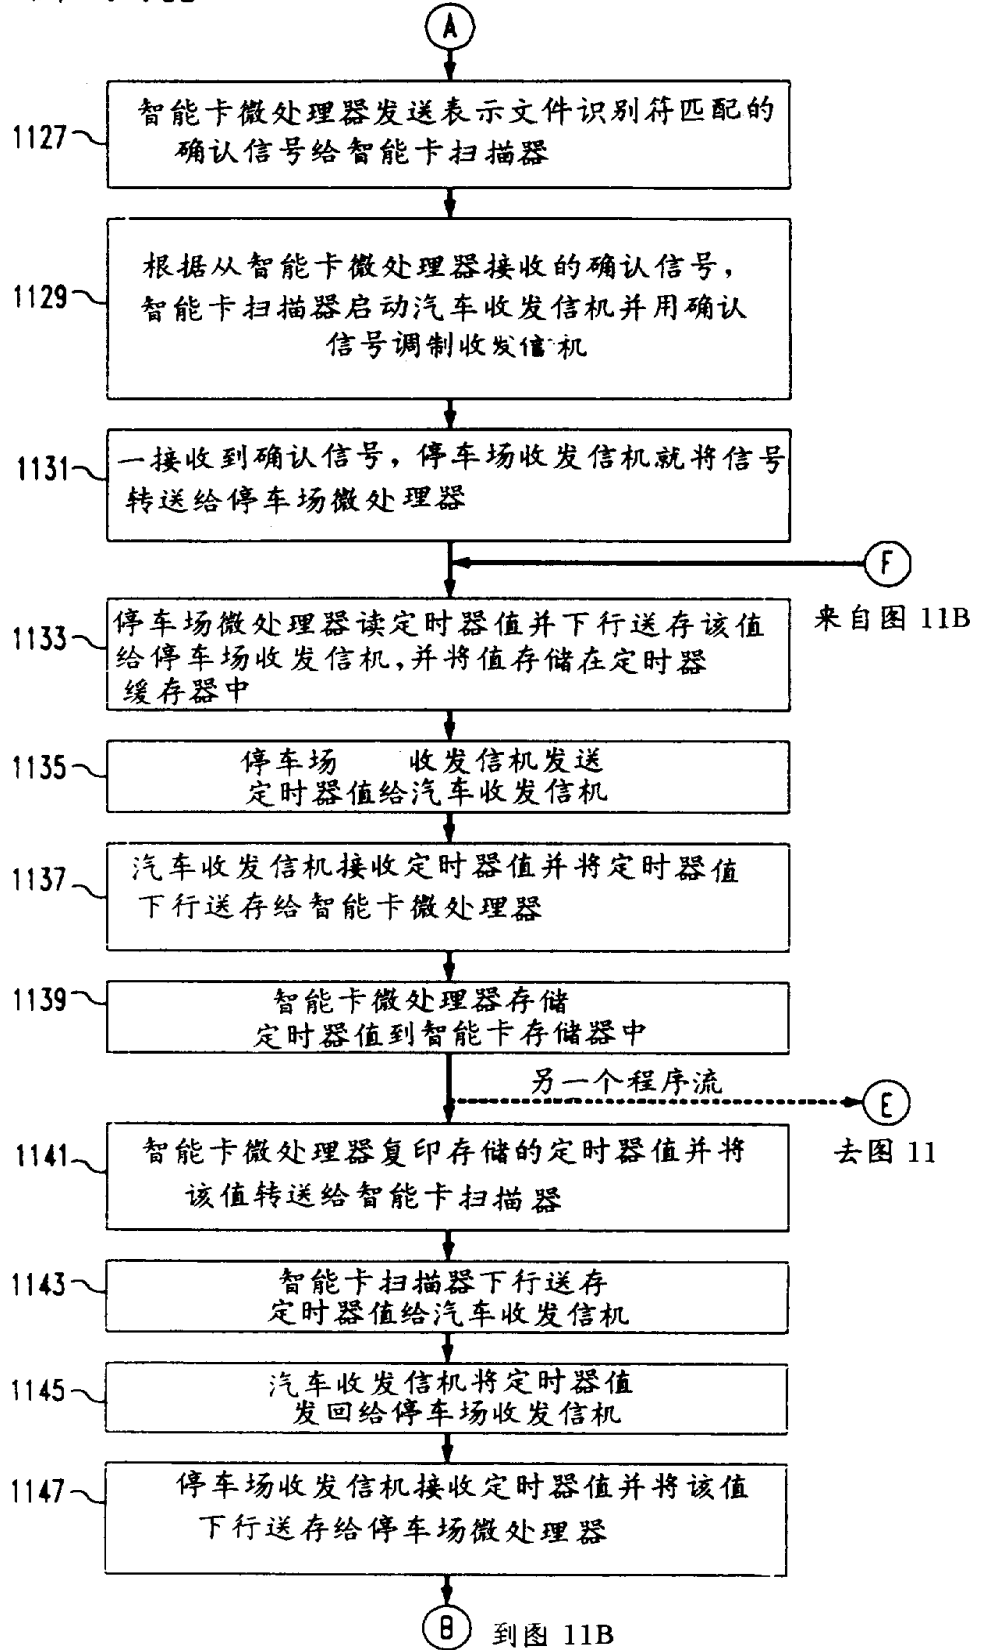 A
1127
智能卡微处理器发送表示文件识别符匹配的
确认信号给智能卡扫描器
1129
根据从智能卡微处理器接收的确认信号,
智能卡扫描器启动汽车收发信机并用确认
信号调制收发信机
1131
一接收到确认信号,停车场收发信机就将信号
转送给停车场微处理器
F
来自图 11B
1133
停车场微处理器读定时器值并下行送存该值
给停车场收发信机,并将值存储在定时器
缓存器中
1135
停车场 收发信机发送
定时器值给汽车收发信机
1137
汽车收发信机接收定时器值并将定时器值
下行送存给智能卡微处理器
1139
智能卡微处理器存储
定时器值到智能卡存储器中
另一个程序流
E
去图 11
1141
智能卡微处理器复印存储的定时器值并将
该值转送给智能卡扫描器
1143
智能卡扫描器下行送存
定时器值给汽车收发信机
1145
汽车收发信机将定时器值
发回给停车场收发信机
1147
停车场收发信机接收定时器值并将该值
下行送存给停车场微处理器
B
到图 11B